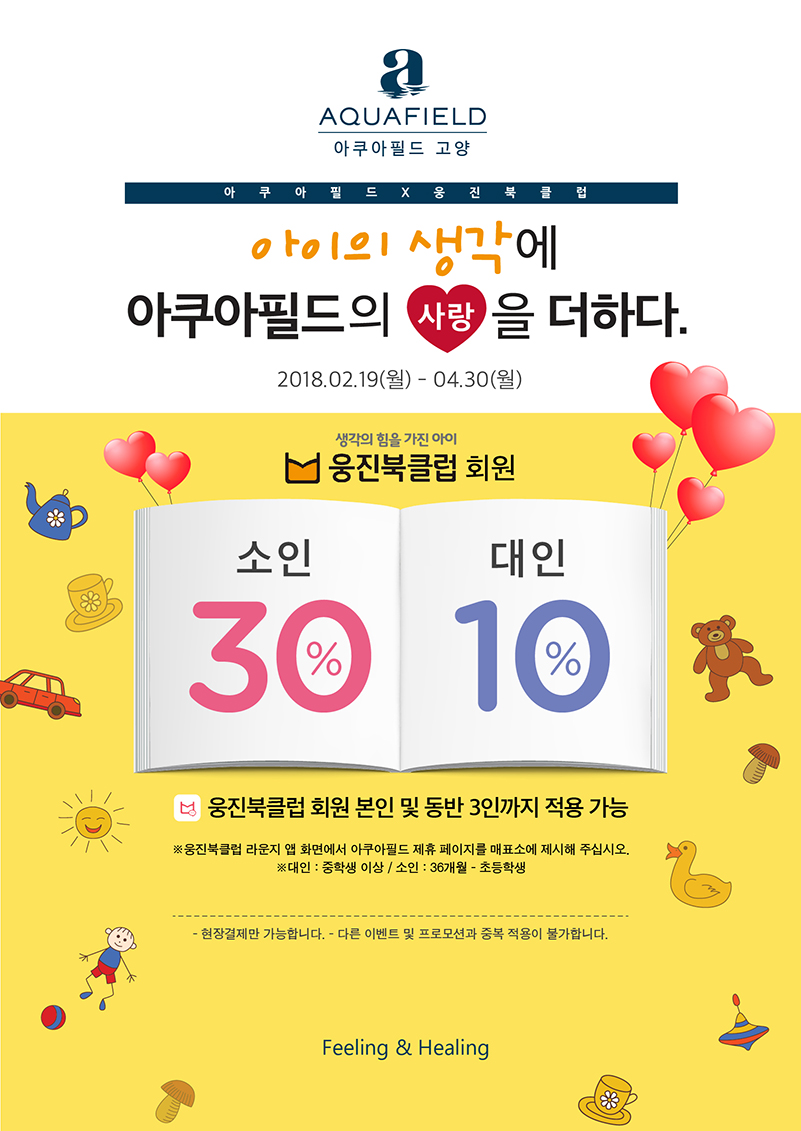 a
AQUAFIELD
아쿠아필드 고양
아쿠아필드X웅진북클럽
아이의 생각에
아쿠아필드의 사랑을 더하다.
2018.02.19(월) - 04.30(월)
생각의 힘을 가진 아이
웅진북클럽 회원
소인
30%
대인
10%
웅진북클럽 회원 본인 및 동반 3인까지 적용 가능
※웅진북클럽 라운지 앱 화면에서 아쿠아필드 제휴 페이지를 매표소에 제시해 주십시오.
※대인 : 중학생 이상 / 소인 : 36개월 - 초등학생
- 현장결제만 가능합니다. - 다른 이벤트 및 프로모션과 중복 적용이 불가합니다.
Feeling & Healing